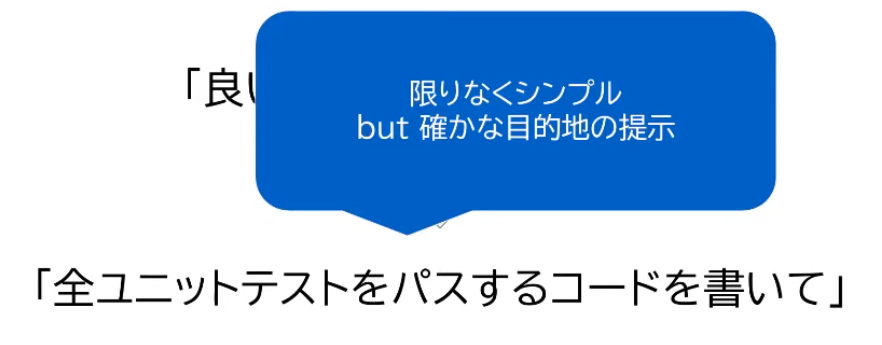 「良い
限りなくシンプル
but 確かな目的地の提示
「全ユニットテストをパスするコードを書いて」